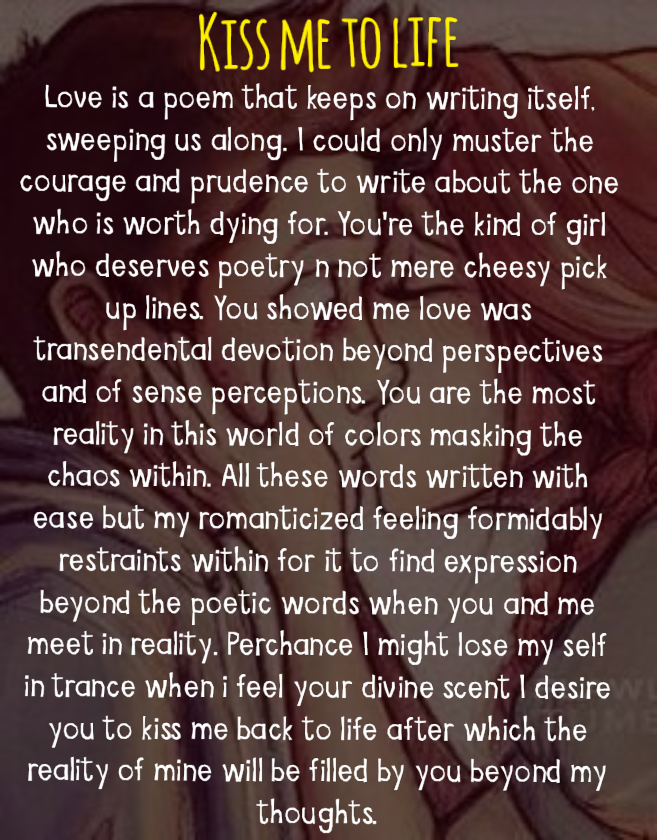 Kiss me to life
Love is a poem that keeps on writing itself,
sweeping us along. I could only muster the
courage and prudence to write about the one
who is worth dying for. You're the kind of girl
who deserves poetry n not mere cheesy pick
up lines. You showed me love was
transendental devotion beyond perspectives
and of sense perceptions. You are the most
reality in this world of colors masking the
chaos within. All these words written with
ease but my romanticized feeling formidably
restraints within for it to find expression
beyond the poetic words when you and me
meet in reality. Perchance I might lose my self
in trance when i feel your divine scent I desire
you to kiss me back to life after which the
reality of mine will be filled by you beyond my
thoughts.